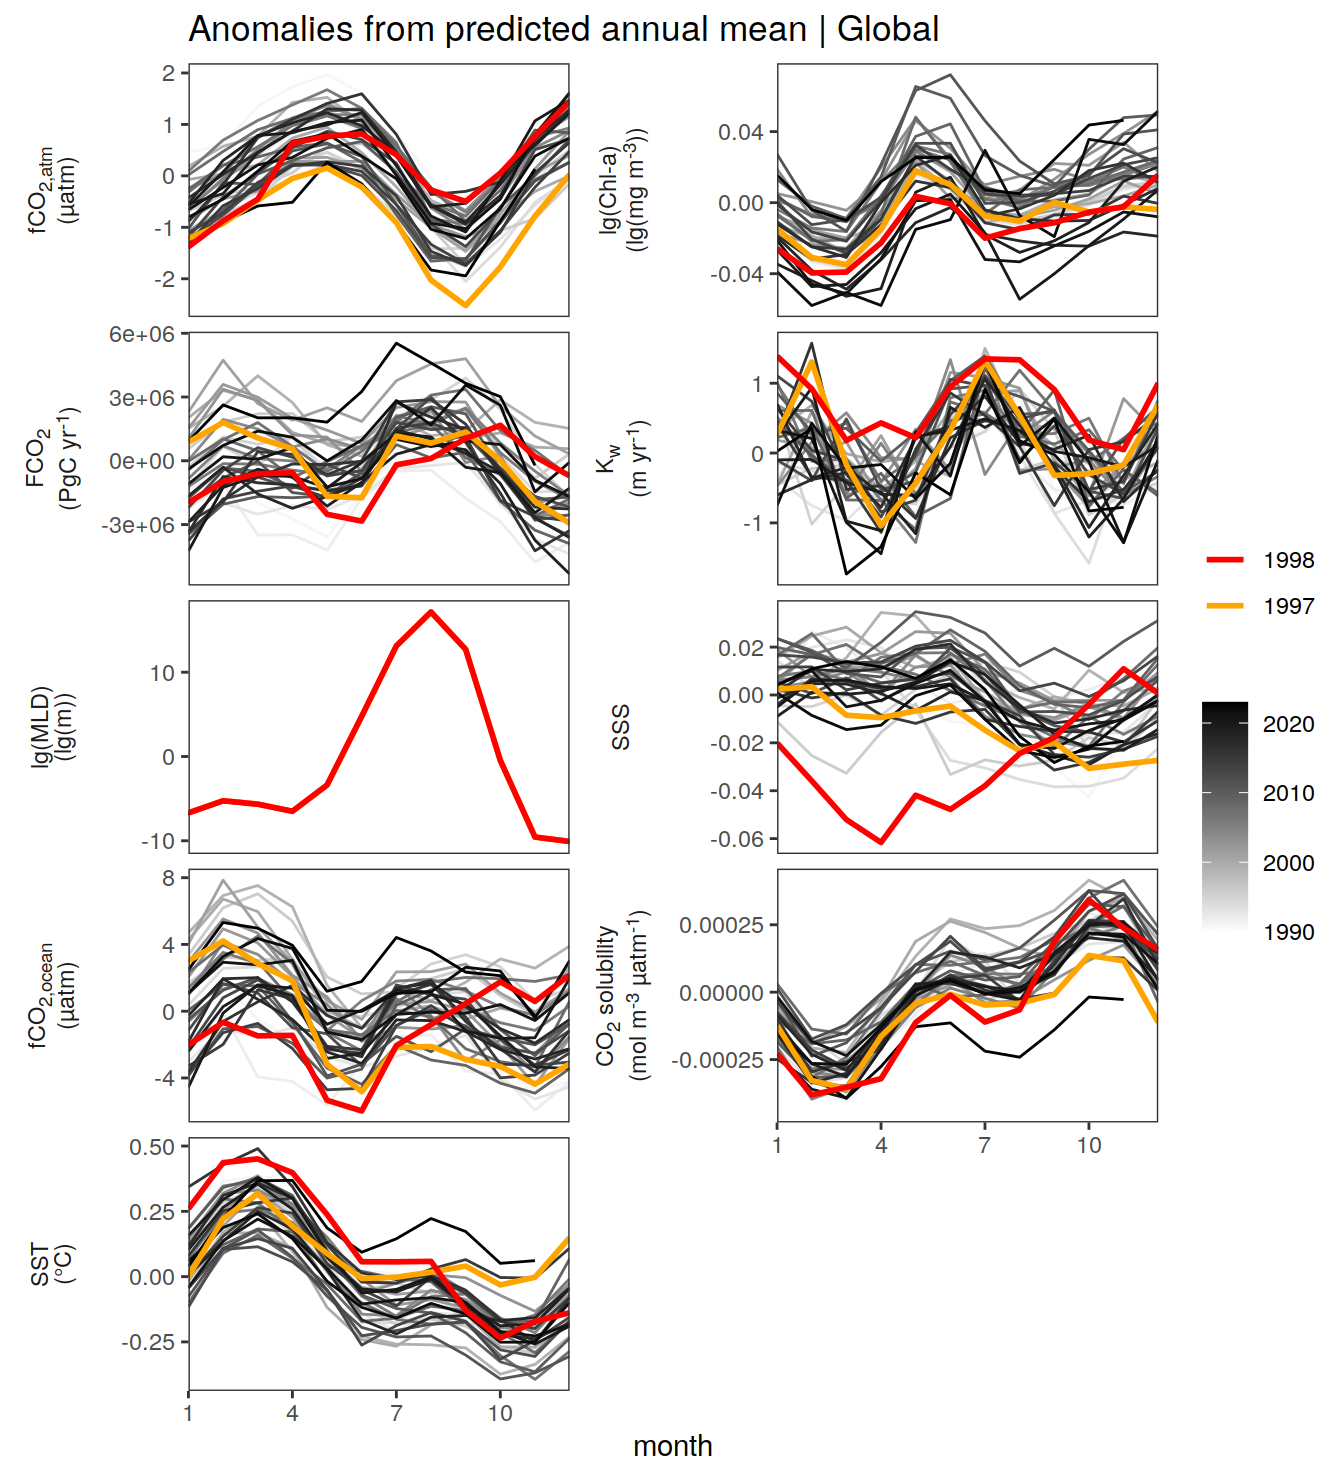 Anomalies from predicted annual mean | Global
fCO2,atm
(µatm)
2
1
0
-1
-2
lg(Chl-a)
(lg(mg m-3))
0.04
0.00
-0.04
FCO2
(PgC yr-1)
6e+06
3e+06
0e+00
-3e+06
Kw
(m yr-1)
1
0
-1
lg(MLD)
(lg(m))
10
0
-10
SSS
0.02
0.00
-0.02
-0.04
-0.06
fCO2,ocean
(µatm)
8
4
0
-4
CO2 solubility
(mol m-3 µatm-1)
0.00025
0.00000
-0.00025
1 4 7 10
SST
(°C)
0.50
0.25
0.00
-0.25
1 4 7 10
month
1998
1997
2020
2010
2000
1990